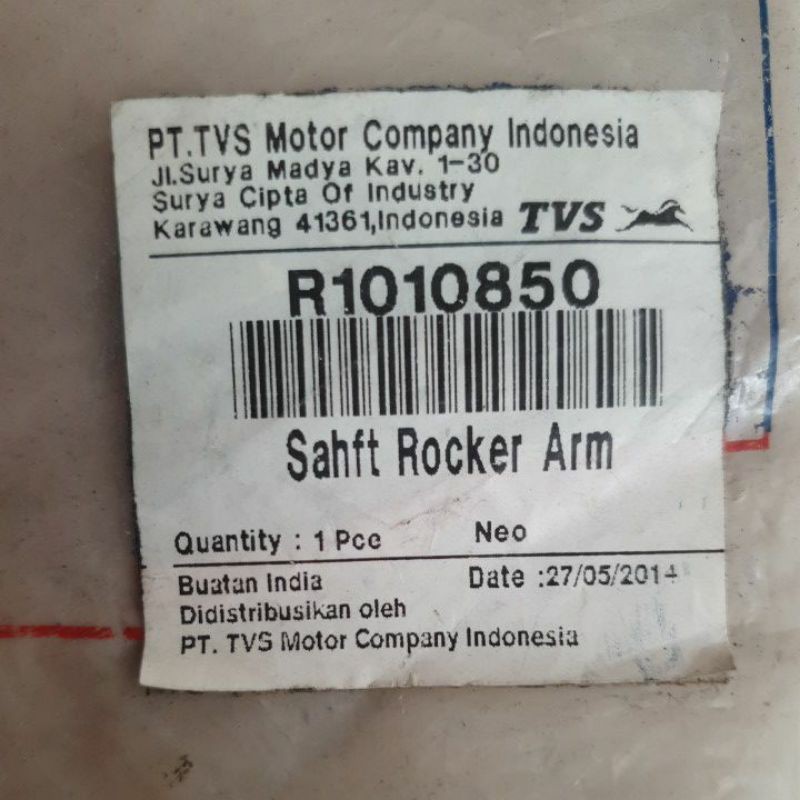 PT.TVS Motor Company Indonesia
Jl.Surya Madya Kav. 1-30
Surya Cipta Of Industry
Karawang 41361,Indonesia TVS
R1010850
Sahft Rocker Arm
Quantity : 1 Pce Neo
Buatan India Date :27/05/2014
Didistribusikan oleh
PT. TVS Motor Company Indonesia